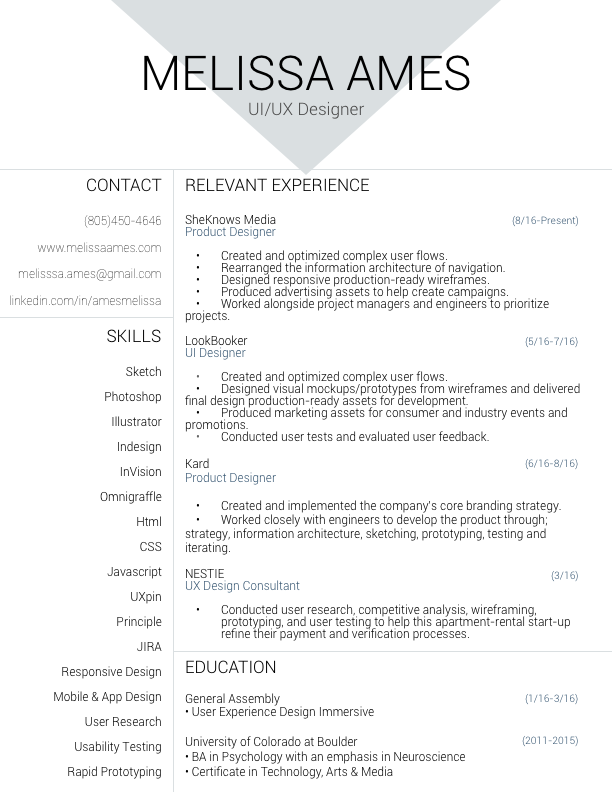 MELISSA AMES
UI/UX Designer
CONTACT
(805)450-4646
www.melissaames.com
melisssa.ames@gmail.com
linkedin.com/in/amesmelissa
SKILLS
Sketch
Photoshop
Illustrator
Indesign
InVision
Omnigraffle
Html
CSS
Javascript
UXpin
Principle
JIRA
Responsive Design
Mobile & App Design
User Research
Usability Testing
Rapid Prototyping
RELEVANT EXPERIENCE
SheKnows Media (8/16-Present)
Product Designer
• Created and optimized complex user flows.
• Rearranged the information architecture of navigation.
• Designed responsive production-ready wireframes.
• Produced advertising assets to help create campaigns.
• Worked alongside project managers and engineers to prioritize
projects.
LookBooker (5/16-7/16)
UI Designer
• Created and optimized complex user flows.
• Designed visual mockups/prototypes from wireframes and delivered
final design production-ready assets for development.
• Produced marketing assets for consumer and industry events and
promotions.
• Conducted user tests and evaluated user feedback.
Kard (6/16-8/16)
Product Designer
• Created and implemented the company's core branding strategy.
• Worked closely with engineers to develop the product through;
strategy, information architecture, sketching, prototyping, testing and
iterating.
NESTIE (3/16)
UX Design Consultant
• Conducted user research, competitive analysis, wireframing,
prototyping, and user testing to help this apartment-rental start-up
refine their payment and verification processes.
EDUCATION
General Assembly (1/16-3/16)
• User Experience Design Immersive
University of Colorado at Boulder (2011-2015)
• BA in Psychology with an emphasis in Neuroscience
• Certificate in Technology, Arts & Media